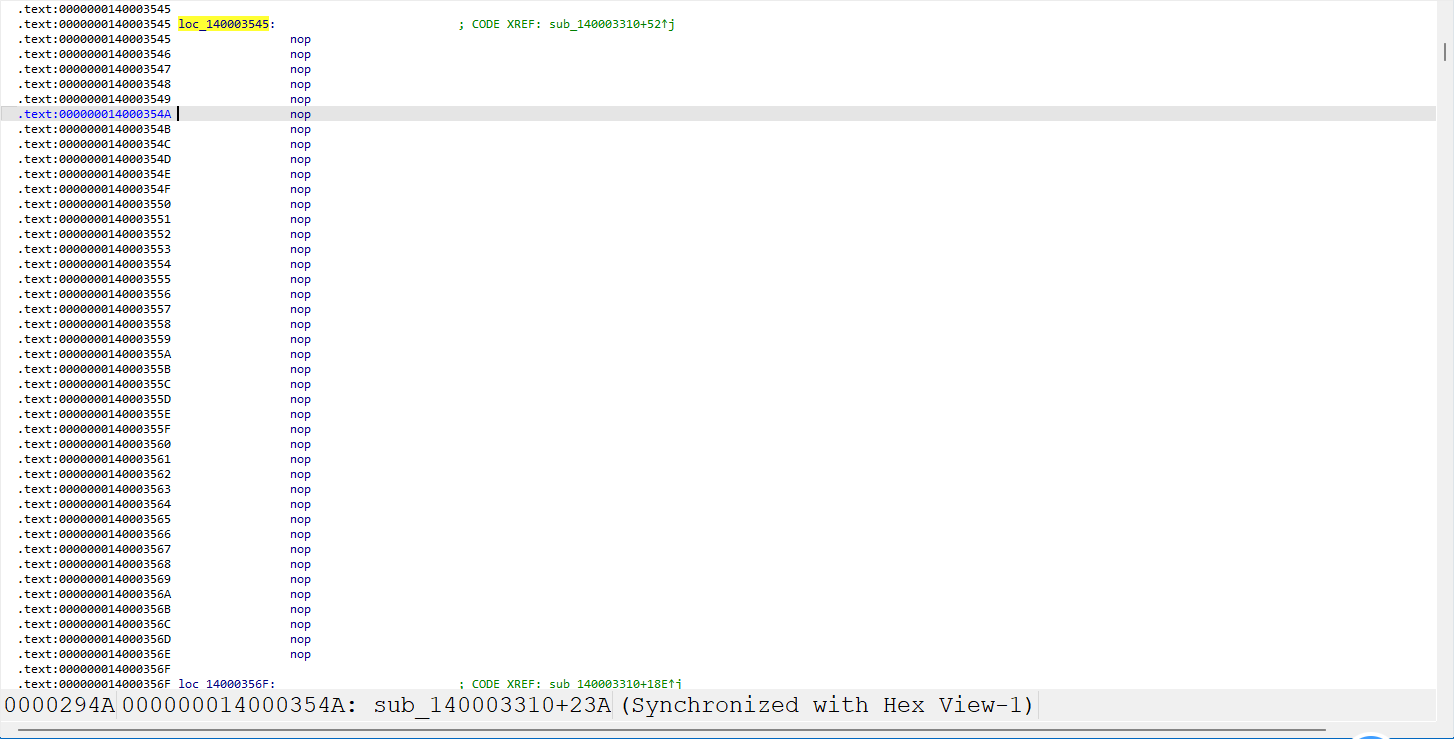 .text:0000000140003545
.text:0000000140003545 loc_140003545: ; CODE XREF: sub_140003310+52↑j
.text:0000000140003545 nop
.text:0000000140003546 nop
.text:0000000140003547 nop
.text:0000000140003548 nop
.text:0000000140003549 nop
.text:000000014000354A nop
.text:000000014000354B nop
.text:000000014000354C nop
.text:000000014000354D nop
.text:000000014000354E nop
.text:000000014000354F nop
.text:0000000140003550 nop
.text:0000000140003551 nop
.text:0000000140003552 nop
.text:0000000140003553 nop
.text:0000000140003554 nop
.text:0000000140003555 nop
.text:0000000140003556 nop
.text:0000000140003557 nop
.text:0000000140003558 nop
.text:0000000140003559 nop
.text:000000014000355A nop
.text:000000014000355B nop
.text:000000014000355C nop
.text:000000014000355D nop
.text:000000014000355E nop
.text:000000014000355F nop
.text:0000000140003560 nop
.text:0000000140003561 nop
.text:0000000140003562 nop
.text:0000000140003563 nop
.text:0000000140003564 nop
.text:0000000140003565 nop
.text:0000000140003566 nop
.text:0000000140003567 nop
.text:0000000140003568 nop
.text:0000000140003569 nop
.text:000000014000356A nop
.text:000000014000356B nop
.text:000000014000356C nop
.text:000000014000356D nop
.text:000000014000356E nop
.text:000000014000356F
.text:000000014000356F loc_14000356F: ; CODE XREF: sub_140003310+18E↑j
0000294A 000000014000354A: sub_140003310+23A (Synchronized with Hex View-1)